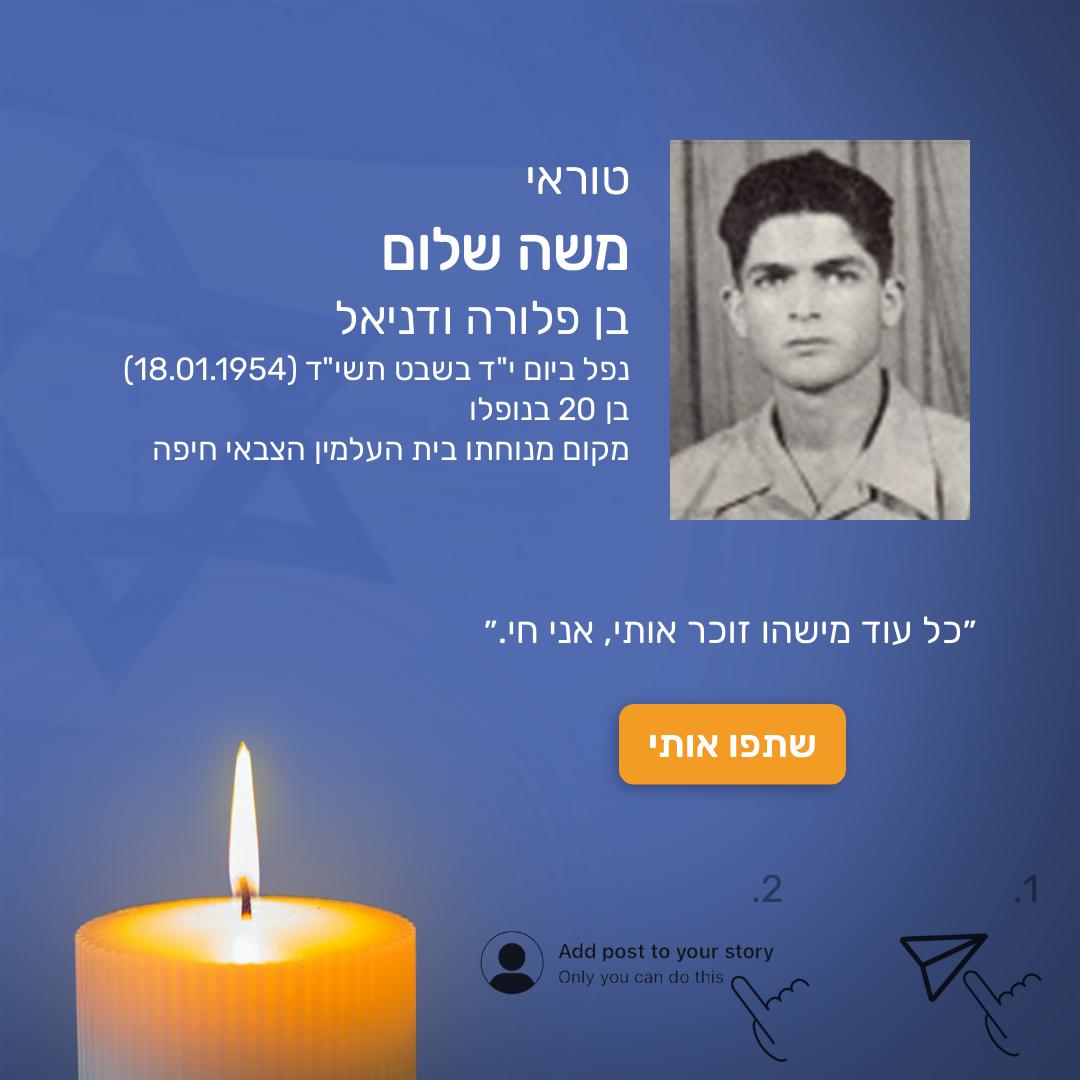 טוראי
משה שלום
בן פלורה ודניאל
נפל ביום י"ד בשבט תשי"ד (18.01.1954)
בן 20 בנופלו
מקום מנוחתו בית העלמין הצבאי חיפה
״כל עוד מישהו זוכר אותי, אני חי.״
שתפו אותי
.1
.2
Add post to your story
Only you can do this